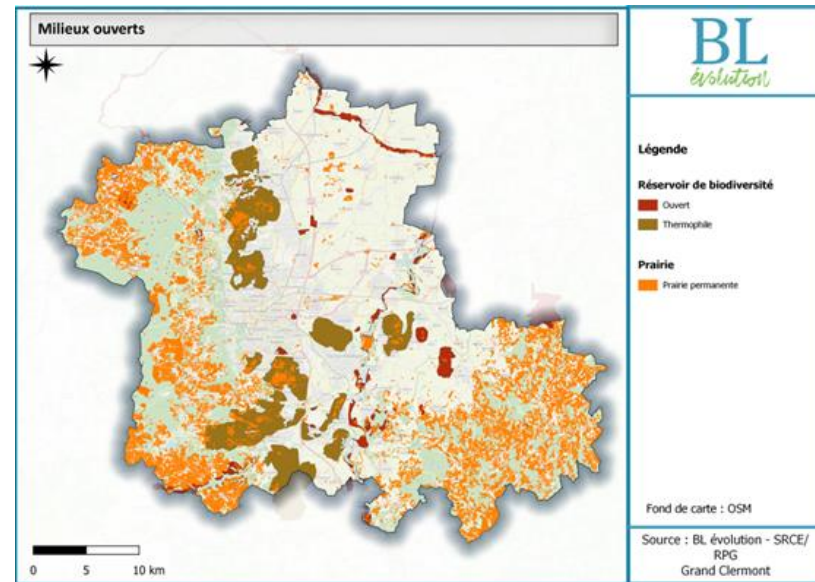 Milieux ouverts
BL
évolution
Légende
Réservoir de biodiversité
Ouvert
Thermophile
Prairie
Prairie permanente
0 5 10 km
Fond de carte : OSM
Source : BL évolution - SRCE/
RPG
Grand Clermont